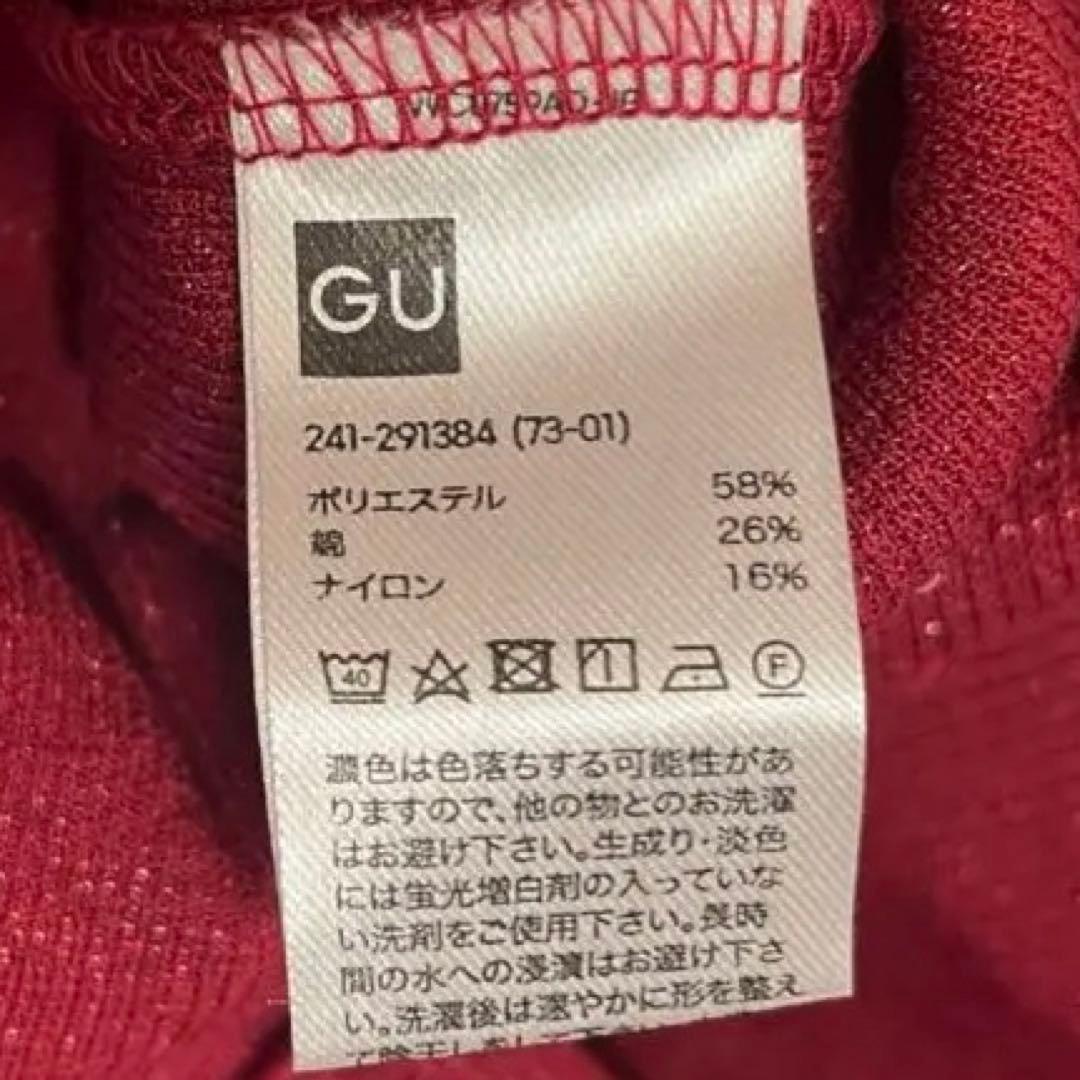 GU
241-291384 (73-01)
ポリエステル 58%
綿 26%
ナイロン 16%
40
F
濃色は色落ちする可能性があ
りますので、他の物とのお洗濯
はお避け下さい。生成り・淡色
には蛍光増白剤の入っていな
い洗剤をご使用下さい。長時
間の水への浸漬はお避け下さ
い。洗濯後は速やかに形を整え